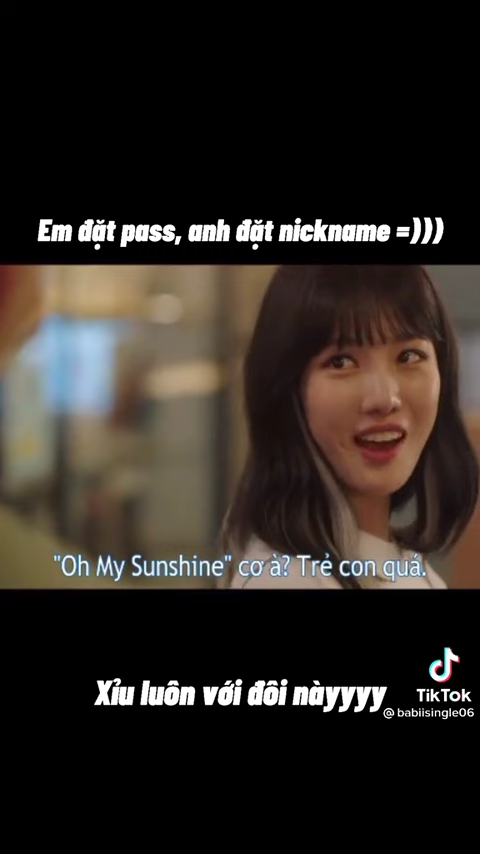 Em đặt pass, anh đặt nickname =)))
"Oh My Sunshine" cơ à? Trẻ con quá.
Xỉu luôn với đôi nàyyyy
TikTok
@babiisingle06